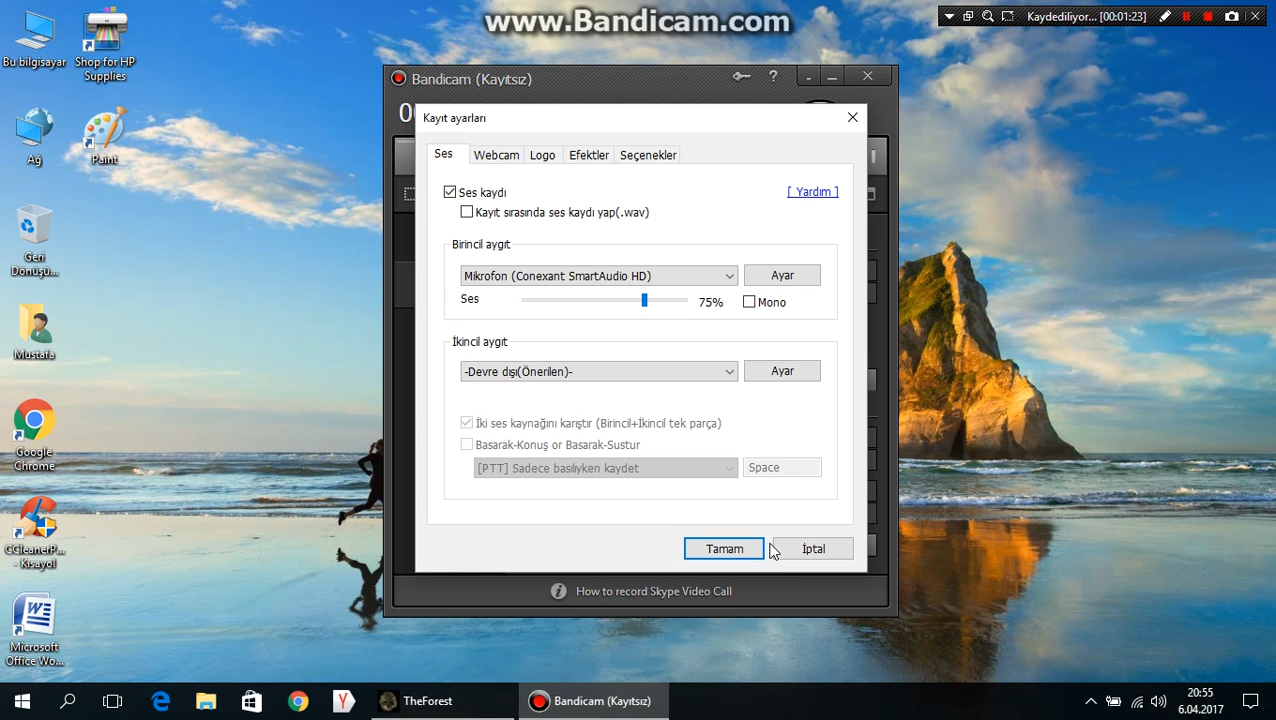 www.Bandicam.com
Kaydediliyor... [00:01:23]
Bu bilgisayar
Shop for HP
Supplies
Ağ
Paint
Geri
Dönüşü...
Mustafa
Google
Chrome
CCleanerP...
- Kısayol
Microsoft
Office Wo...
Bandicam (Kayıtsız)
?
Kayıt ayarları
Ses
Webcam
Logo
Efektler
Seçenekler
Ses kaydı
[ Yardım ]
Kayıt sırasında ses kaydı yap(.wav)
Birincil aygıt
Mikrofon (Conexant SmartAudio HD)
Ayar
Ses
75%
Mono
İkincil aygıt
-Devre dışı(Önerilen)-
Ayar
İki ses kaynağını karıştır (Birincil+İkincil tek parça)
Basarak-Konuş or Basarak-Sustur
[PTT] Sadece basılıyken kaydet
Space
Tamam
İptal
How to record Skype Video Call
TheForest
Bandicam (Kayıtsız)
20:55
6.04.2017